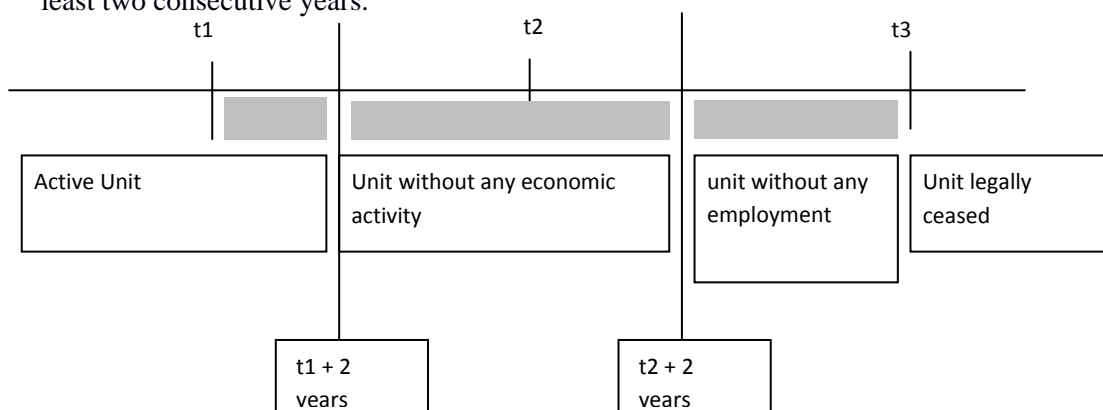 least two consecutive years.
t1
t2
t3
Active Unit
Unit without any economic
activity
unit without any
employment
Unit legally
ceased
t1 + 2
years
t2 + 2
years